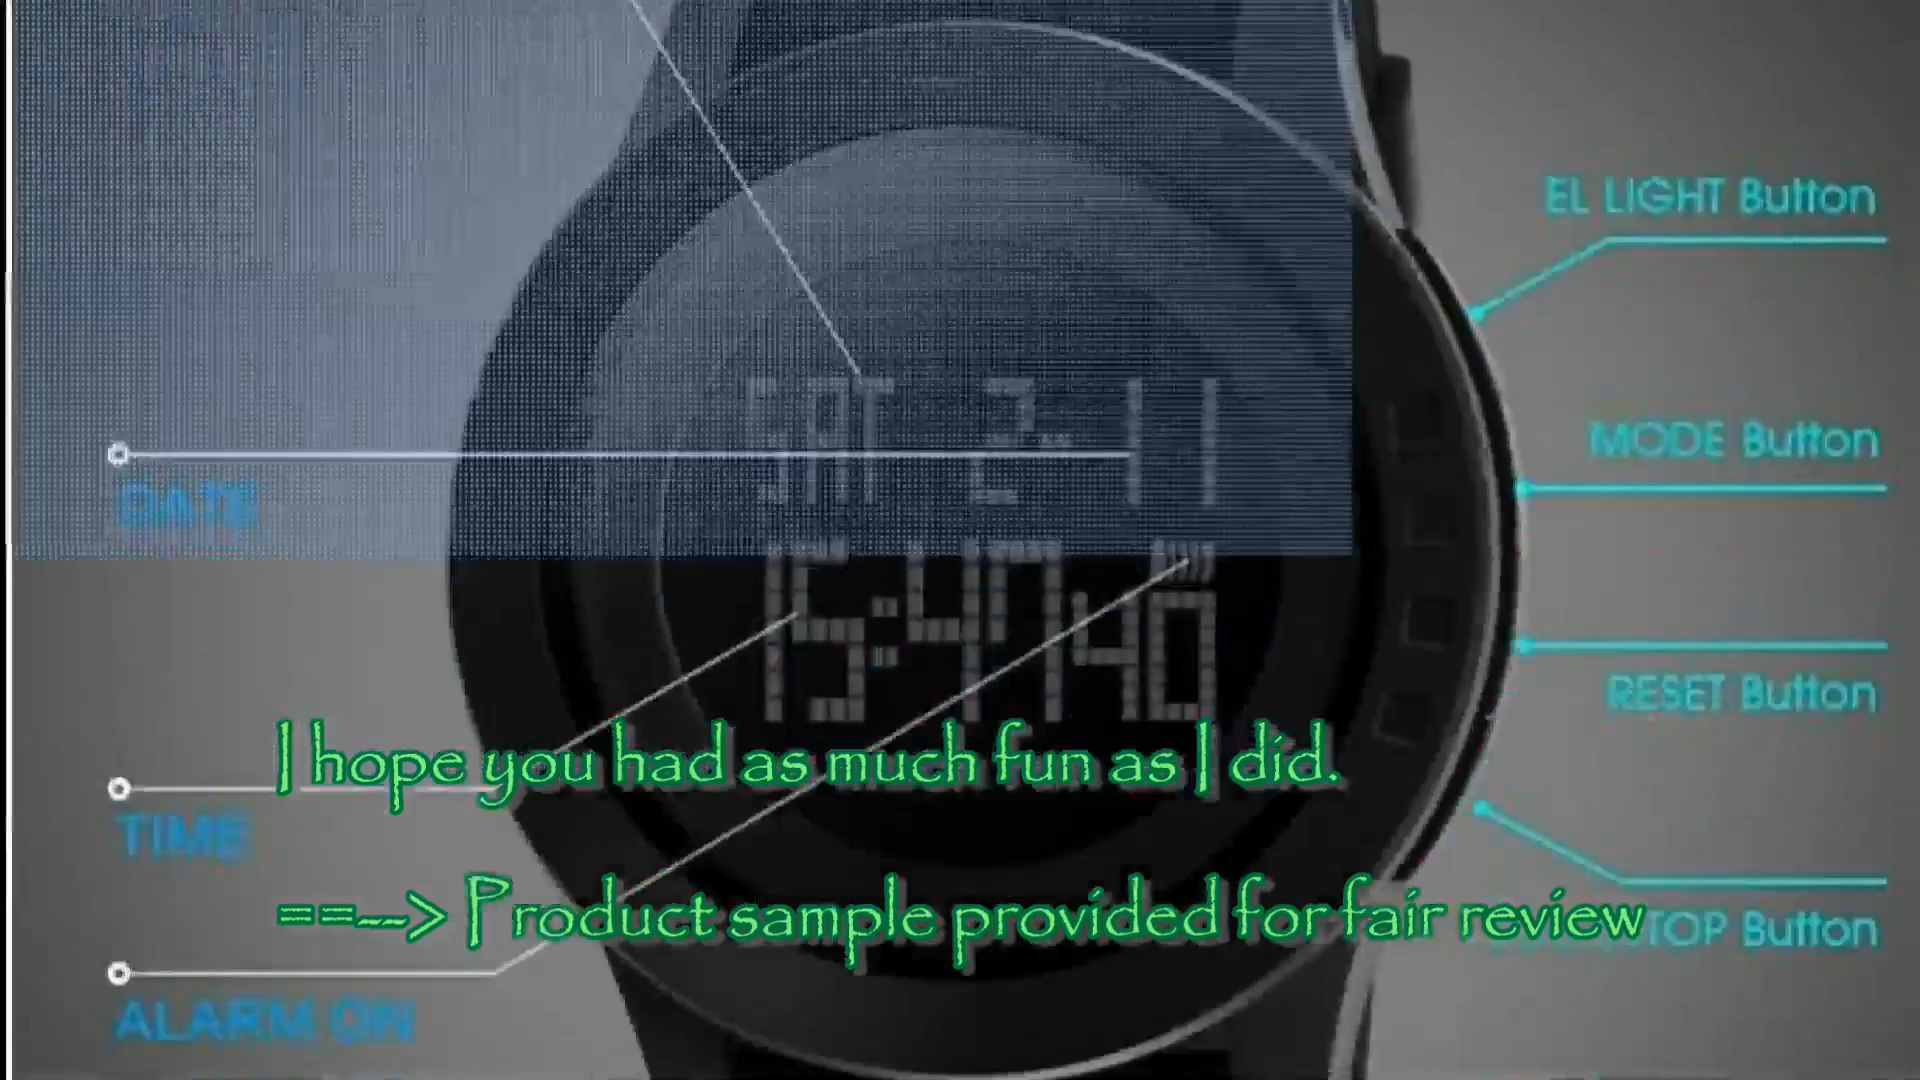 EL LIGHT Button
SAT 2-11
MODE Button
DATE
15:47 40
RESET Button
I hope you had as much fun as I did.
TIME
==--> Product sample provided for fair review
TOP Button
ALARM ON